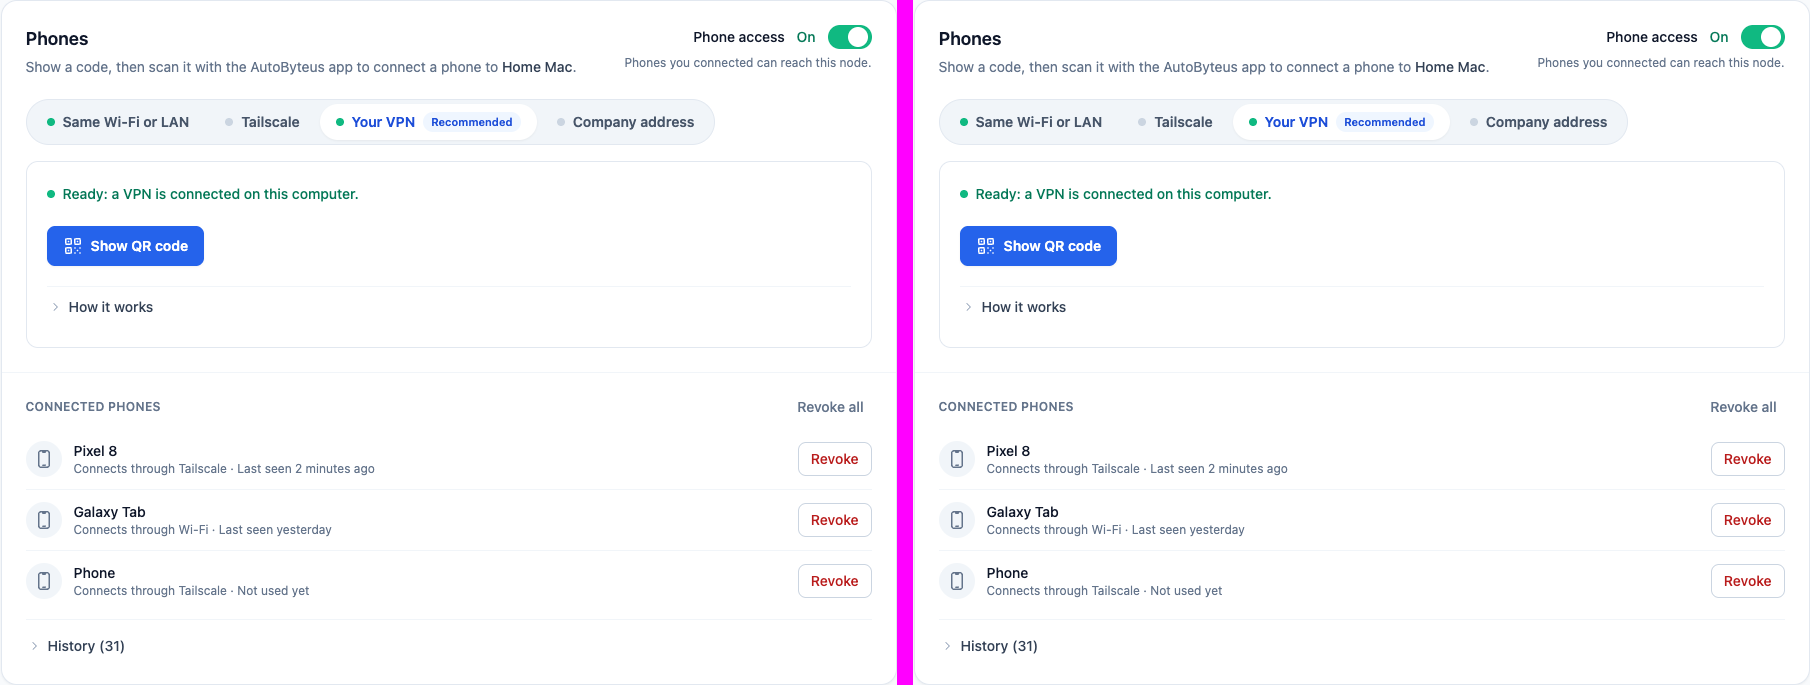 Phones
Phone access On
Show a code, then scan it with the AutoByteus app to connect a phone to Home Mac.
Phones you connected can reach this node.
Same Wi-Fi or LAN
Tailscale
Your VPN Recommended
Company address
Ready: a VPN is connected on this computer.
Show QR code
How it works
CONNECTED PHONES
Revoke all
Pixel 8
Connects through Tailscale · Last seen 2 minutes ago
Revoke
Galaxy Tab
Connects through Wi-Fi · Last seen yesterday
Revoke
Phone
Connects through Tailscale · Not used yet
Revoke
History (31)
Phones
Phone access On
Show a code, then scan it with the AutoByteus app to connect a phone to Home Mac.
Phones you connected can reach this node.
Same Wi-Fi or LAN
Tailscale
Your VPN Recommended
Company address
Ready: a VPN is connected on this computer.
Show QR code
How it works
CONNECTED PHONES
Revoke all
Pixel 8
Connects through Tailscale · Last seen 2 minutes ago
Revoke
Galaxy Tab
Connects through Wi-Fi · Last seen yesterday
Revoke
Phone
Connects through Tailscale · Not used yet
Revoke
History (31)